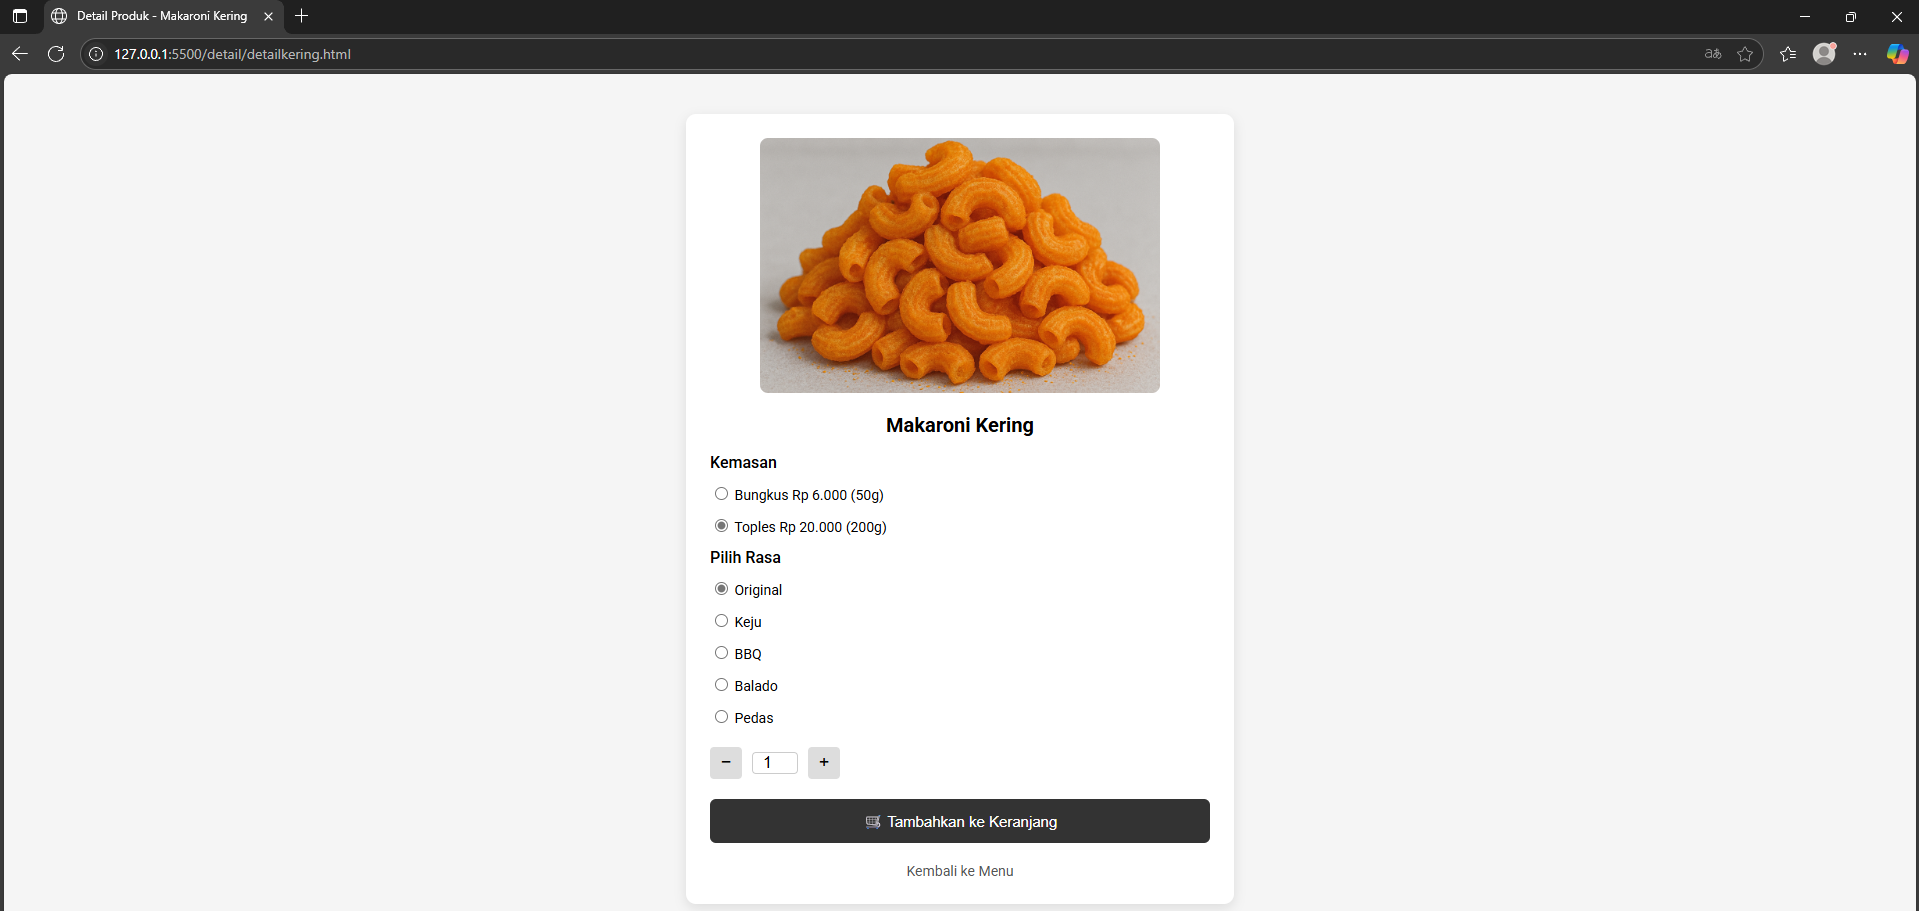 Detail Produk - Makaroni Kering
127.0.0.1:5500/detail/detailkering.html
Makaroni Kering
Kemasan
Bungkus Rp 6.000 (50g)
Toples Rp 20.000 (200g)
Pilih Rasa
Original
Keju
BBQ
Balado
Pedas
− 1 +
Tambahkan ke Keranjang
Kembali ke Menu